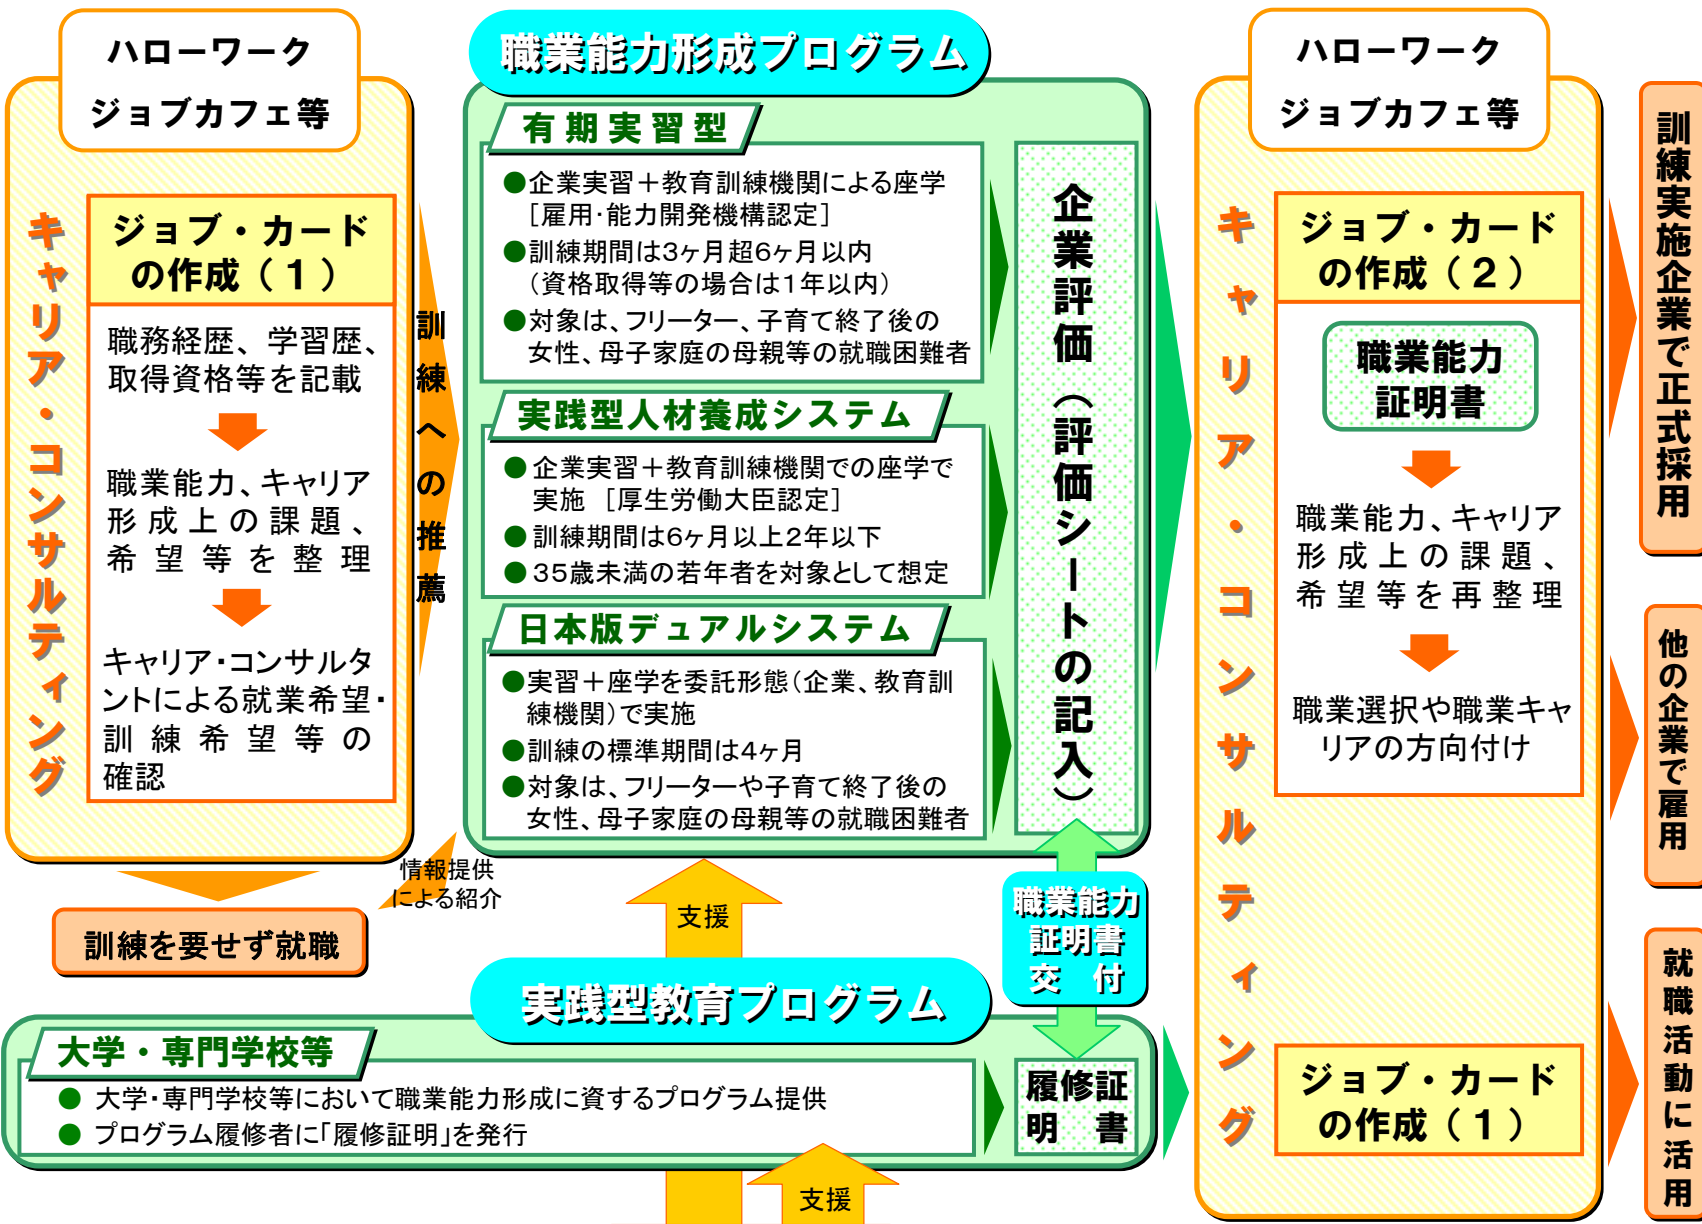 ハローワーク
ジョブカフェ等
キャリア・コンサルティング
ジョブ・カード
の作成（１）
職務経歴、学習歴、
取得資格等を記載
職業能力、キャリア
形成上の課題、
希望等を整理
キャリア・コンサルタ
ントによる就業希望・
訓練希望等の
確認
訓練への推薦
情報提供
による紹介
訓練を要せず就職
職業能力形成プログラム
有期実習型
●企業実習＋教育訓練機関による座学
［雇用・能力開発機構認定］
●訓練期間は3ヶ月超6ヶ月以内
（資格取得等の場合は1年以内）
●対象は、フリーター、子育て終了後の
女性、母子家庭の母親等の就職困難者
実践型人材養成システム
●企業実習＋教育訓練機関での座学で
実施 ［厚生労働大臣認定］
●訓練期間は6ヶ月以上2年以下
●35歳未満の若年者を対象として想定
日本版デュアルシステム
●実習＋座学を委託形態（企業、教育訓
練機関）で実施
●訓練の標準期間は4ヶ月
●対象は、フリーターや子育て終了後の
女性、母子家庭の母親等の就職困難者
企業評価（評価シートの記入）
支援
職業能力
証明書
交　付
実践型教育プログラム
大学・専門学校等
● 大学・専門学校等において職業能力形成に資するプログラム提供
● プログラム履修者に「履修証明」を発行
履修証
明　書
支援
ハローワーク
ジョブカフェ等
キャリア・コンサルティング
ジョブ・カード
の作成（２）
職業能力
証明書
職業能力、キャリア
形成上の課題、
希望等を再整理
職業選択や職業キャ
リアの方向付け
ジョブ・カード
の作成（１）
訓練実施企業で正式採用
他の企業で雇用
就職活動に活用